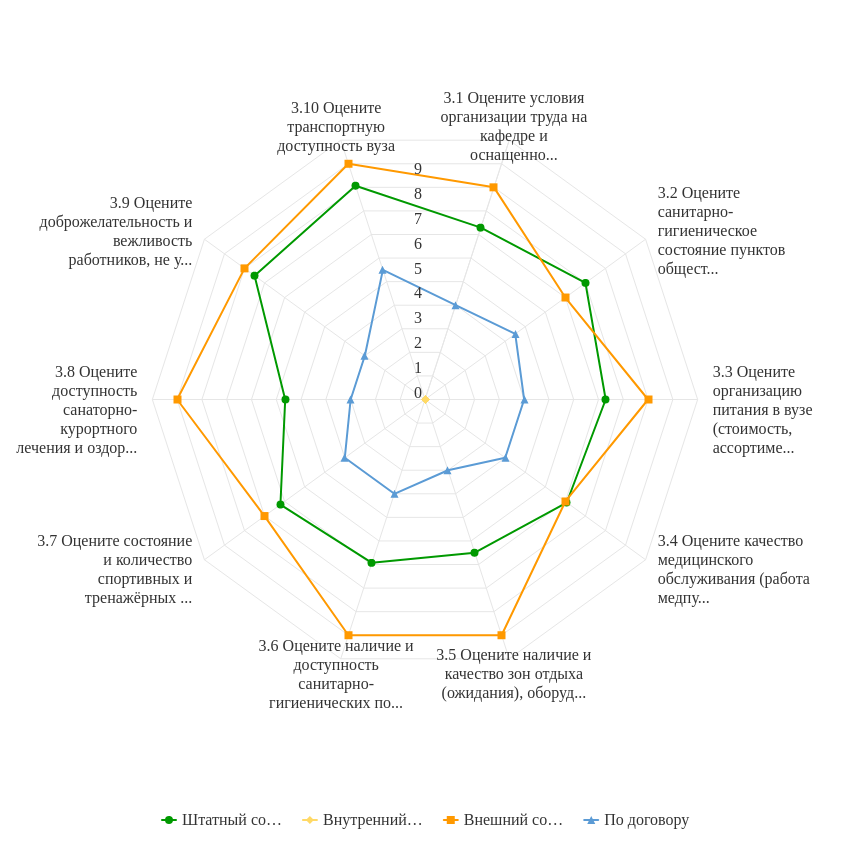 3.10 Оцените
транспортную
доступность вуза
3.1 Оцените условия
организации труда на
кафедре и
оснащенно...
3.2 Оцените
санитарно-
гигиеническое
состояние пунктов
общест...
3.3 Оцените
организацию
питания в вузе
(стоимость,
ассортиме...
3.4 Оцените качество
медицинского
обслуживания (работа
медпу...
3.5 Оцените наличие и
качество зон отдыха
(ожидания), оборуд...
3.6 Оцените наличие и
доступность
санитарно-
гигиенических по...
3.7 Оцените состояние
и количество
спортивных и
тренажёрных ...
3.8 Оцените
доступность
санаторно-
курортного
лечения и оздор...
3.9 Оцените
доброжелательность и
вежливость
работников, не у...
9
8
7
6
5
4
3
2
1
0
Штатный со… Внутренний… Внешний со… По договору